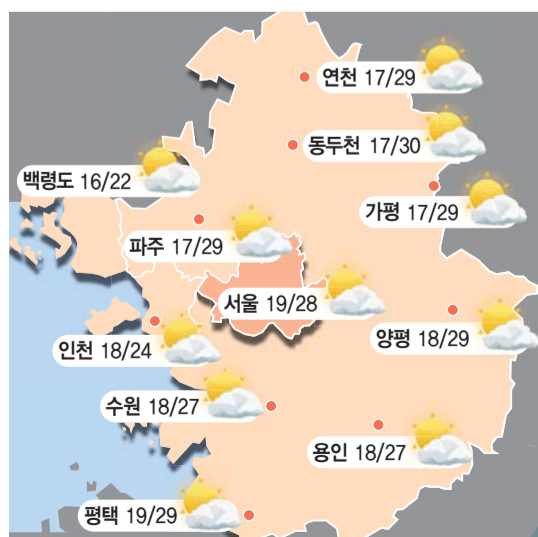 연천 17/29
동두천 17/30
백령도 16/22
가평 17/29
파주 17/29
서울 19/28
양평 18/29
인천 18/24
수원 18/27
용인 18/27
평택 19/29